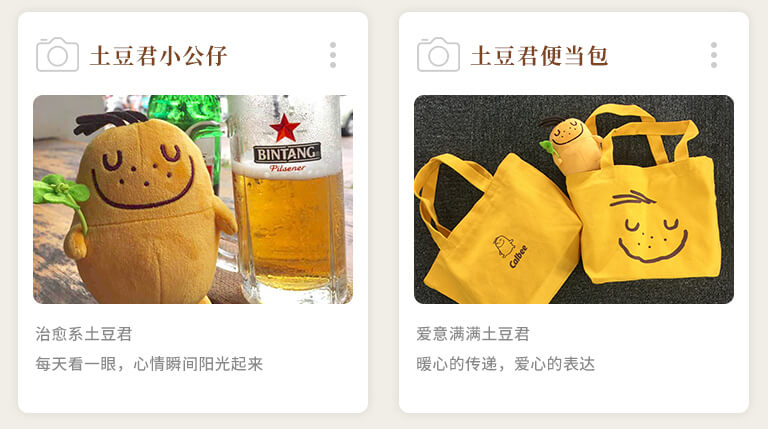 土豆君小公仔
BINTANG
Pilsener
治愈系土豆君
每天看一眼，心情瞬间阳光起来
土豆君便当包
Calbee
爱意满满土豆君
暖心的传递，爱心的表达